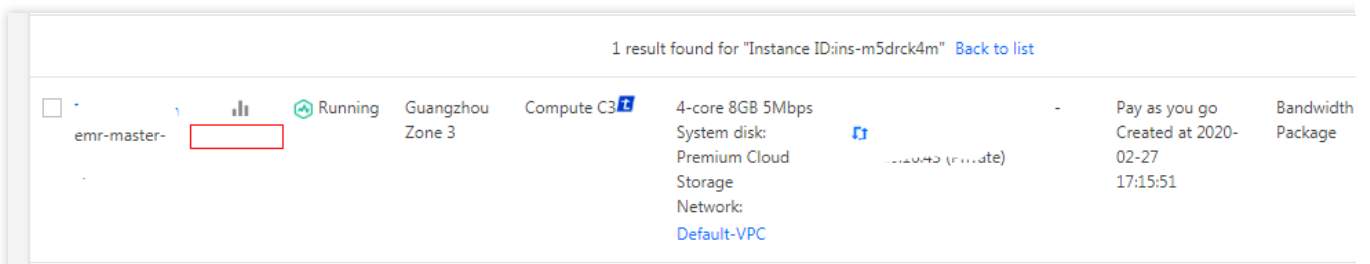 1 result found for "Instance ID:ins-m5drck4m" Back to list
emr-master-
Running
Guangzhou
Zone 3
Compute C3
4-core 8GB 5Mbps
System disk:
Premium Cloud
Storage
Network:
Default-VPC
-
Pay as you go
Created at 2020-
02-27
17:15:51
Bandwidth
Package